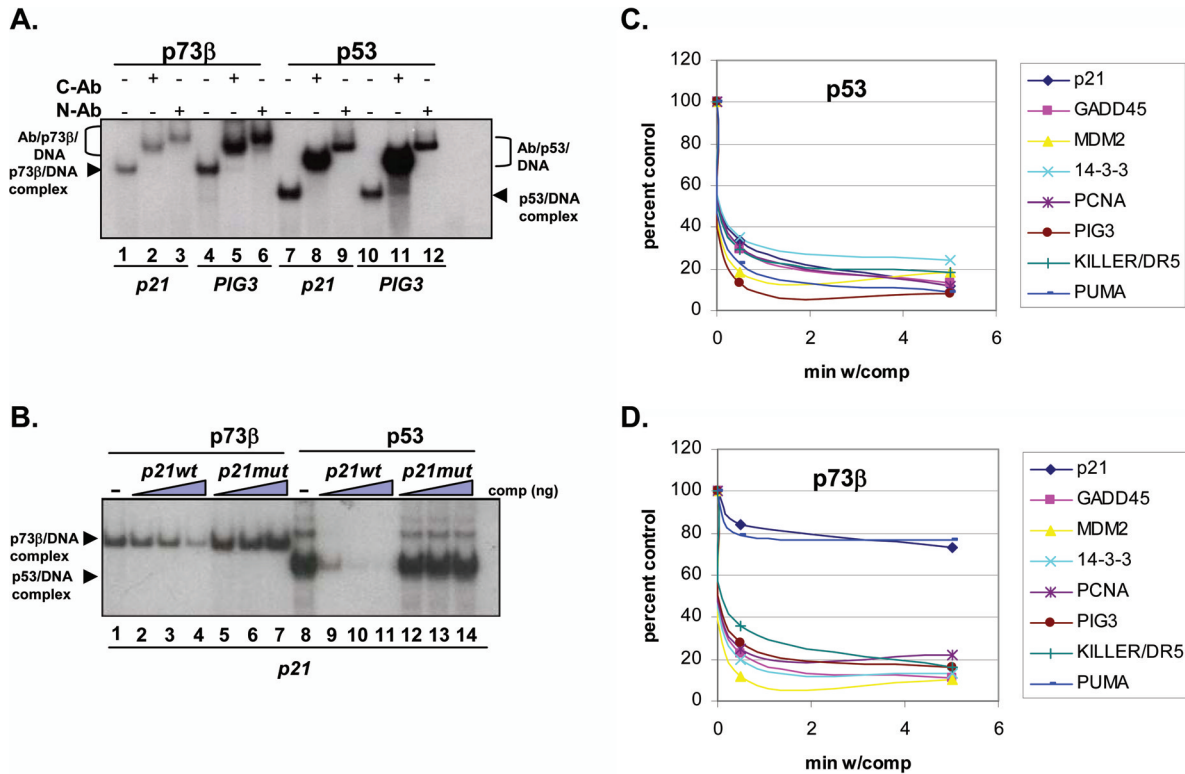 A.
p73β p53
C-Ab - + - - + - - + - - + -
N-Ab - - + - - + - - + - - +
Ab/p73β/
DNA
p73β/DNA
complex
Ab/p53/
DNA
p53/DNA
complex
1 2 3 4 5 6 7 8 9 10 11 12
p21 PIG3 p21 PIG3
B.
p73β p53
– p21wt p21mut – p21wt p21mut
comp (ng)
p73β/DNA
complex
p53/DNA
complex
1 2 3 4 5 6 7 8 9 10 11 12 13 14
p21
C.
p53
percent conrol
120
100
80
60
40
20
0
0 2 4 6
min w/comp
p21
GADD45
MDM2
14-3-3
PCNA
PIG3
KILLER/DR5
PUMA
D.
p73β
percent control
120
100
80
60
40
20
0
0 2 4 6
min w/comp
p21
GADD45
MDM2
14-3-3
PCNA
PIG3
KILLER/DR5
PUMA